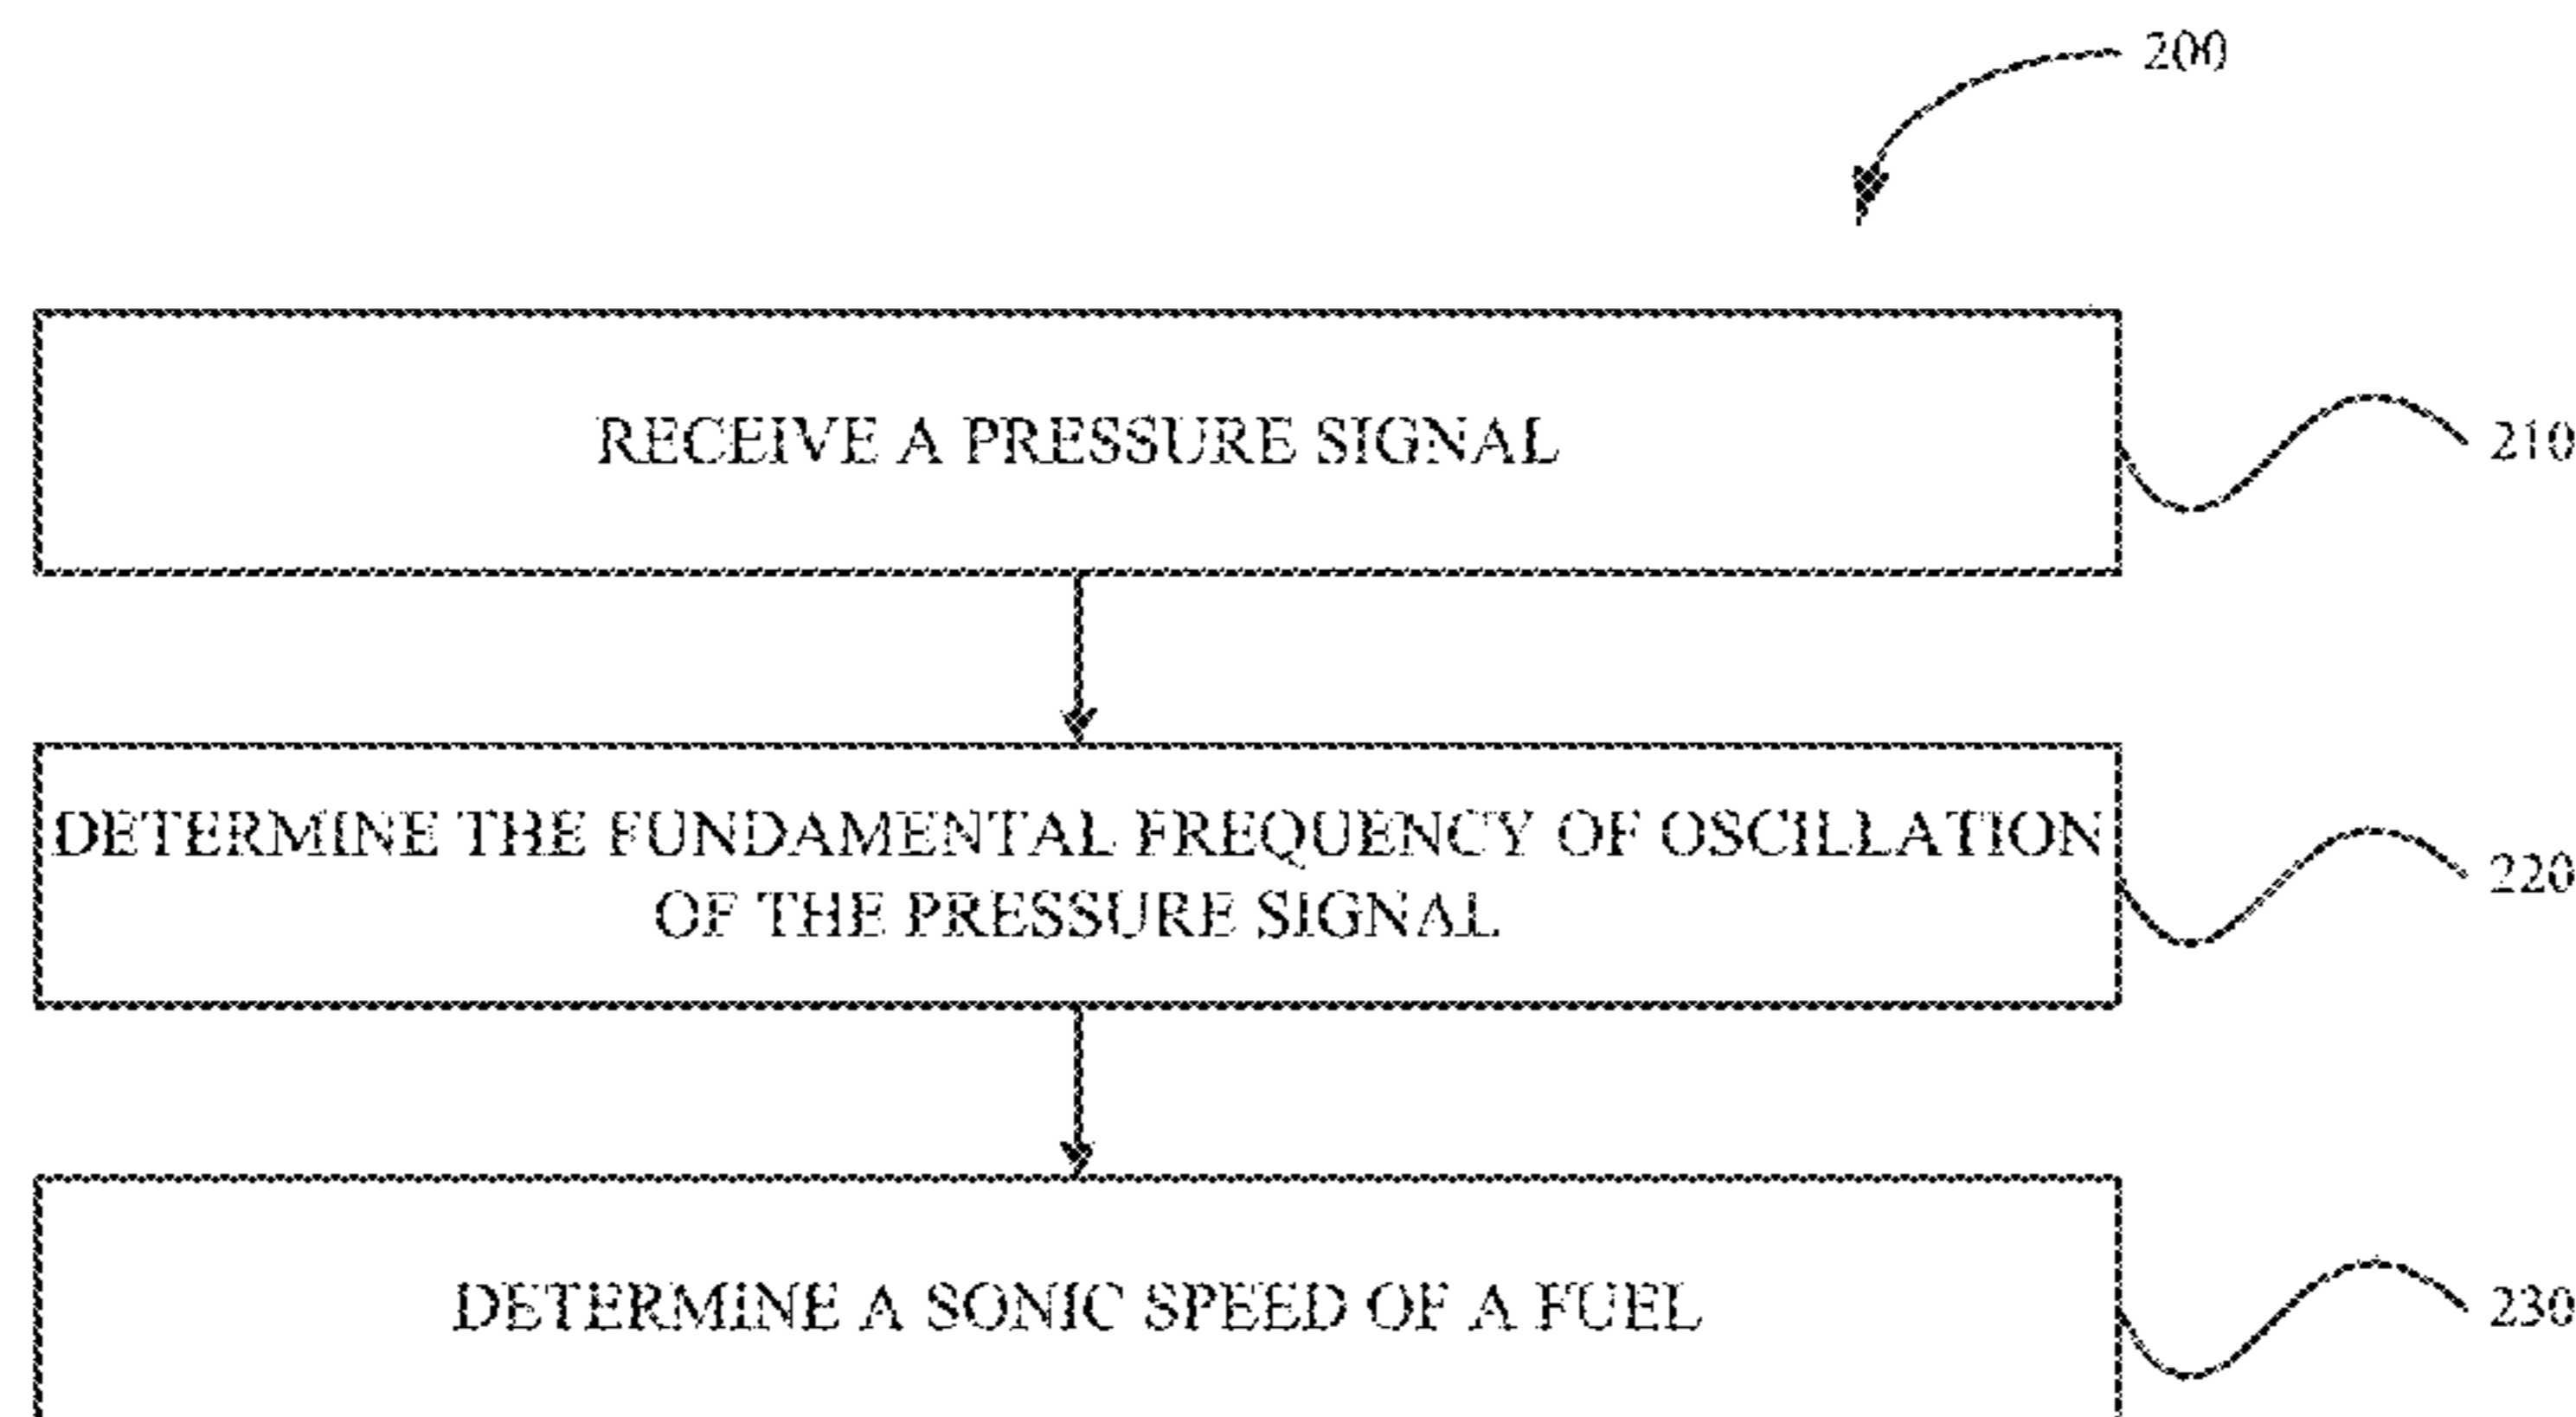 200
RECEIVE A PRESSURE SIGNAL
210
DETERMINE THE FUNDAMENTAL FREQUENCY OF OSCILLATION
OF THE PRESSURE SIGNAL
220
DETERMINE A SONIC SPEED OF A FUEL
230